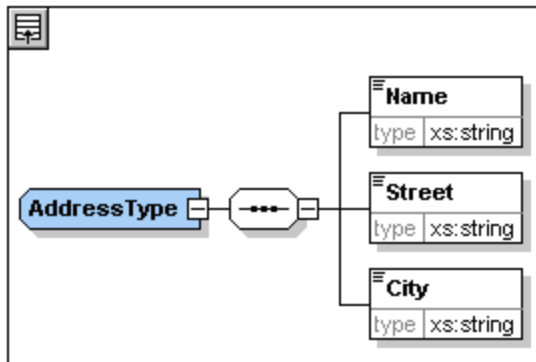 Name
type xs:string
AddressType
Street
type xs:string
City
type xs:string